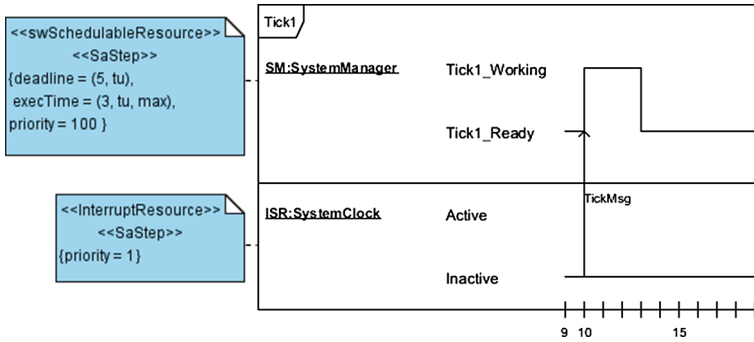 <<swSchedulableResource>>
<<SaStep>>
{deadline = (5, tu),
execTime = (3, tu, max),
priority = 100 }
<<InterruptResource>>
<<SaStep>>
{priority = 1}
Tick1
SM:SystemManager
Tick1_Working
Tick1_Ready
ISR:SystemClock
Active
TickMsg
Inactive
9 10 15